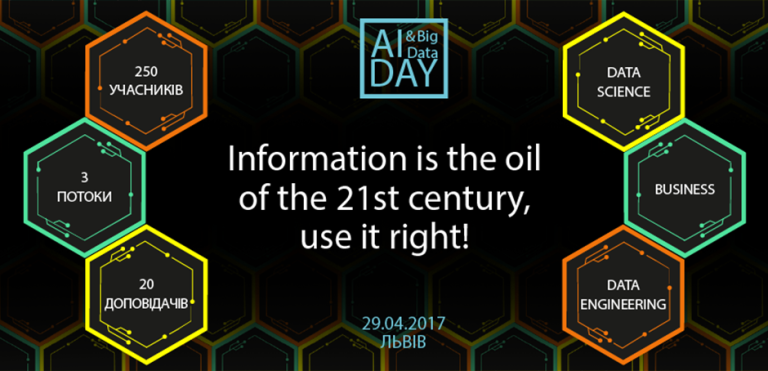 AI & Big
Data
DAY
250
УЧАСНИКІВ
3
ПОТОКИ
20
ДОПОВІДАЧІВ
Information is the oil
of the 21st century,
use it right!
29.04.2017
ЛЬВІВ
DATA
SCIENCE
BUSINESS
DATA
ENGINEERING